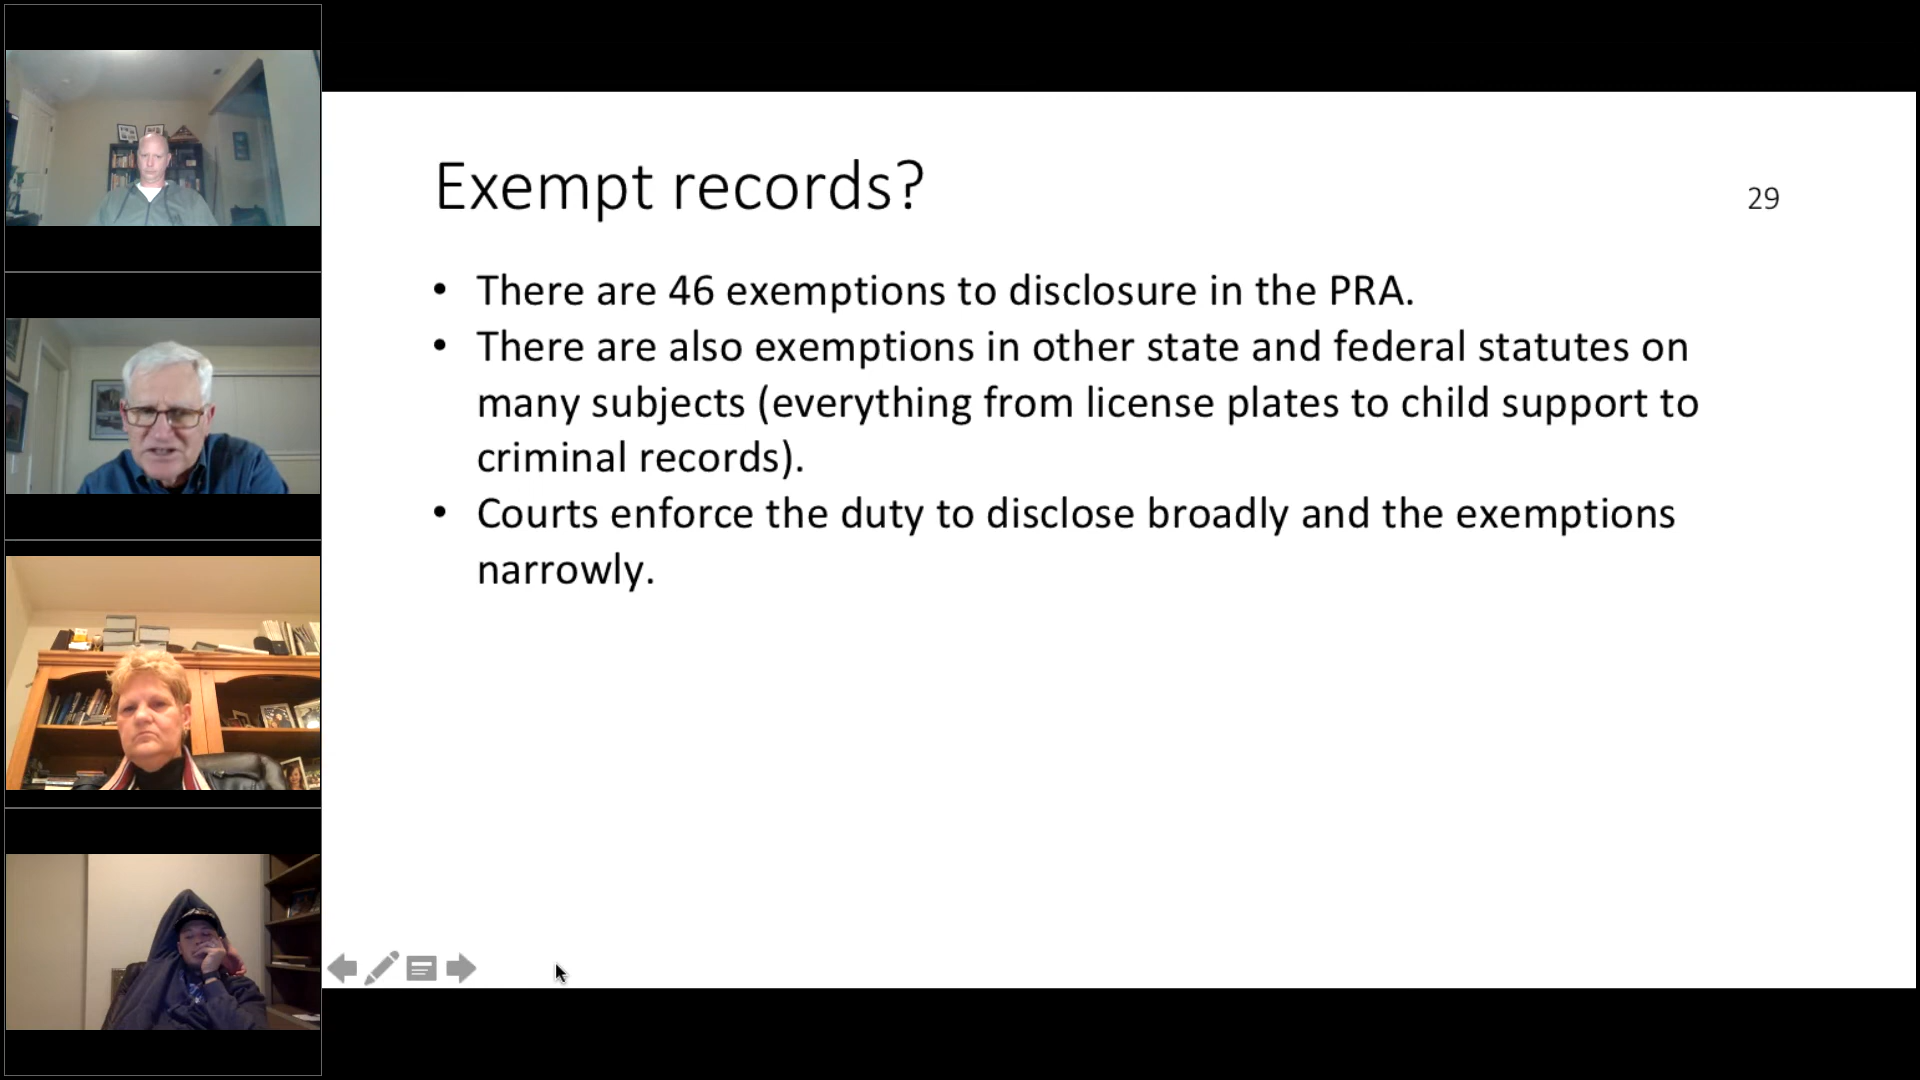 Exempt records?
29
• There are 46 exemptions to disclosure in the PRA.
• There are also exemptions in other state and federal statutes on
many subjects (everything from license plates to child support to
criminal records).
• Courts enforce the duty to disclose broadly and the exemptions
narrowly.